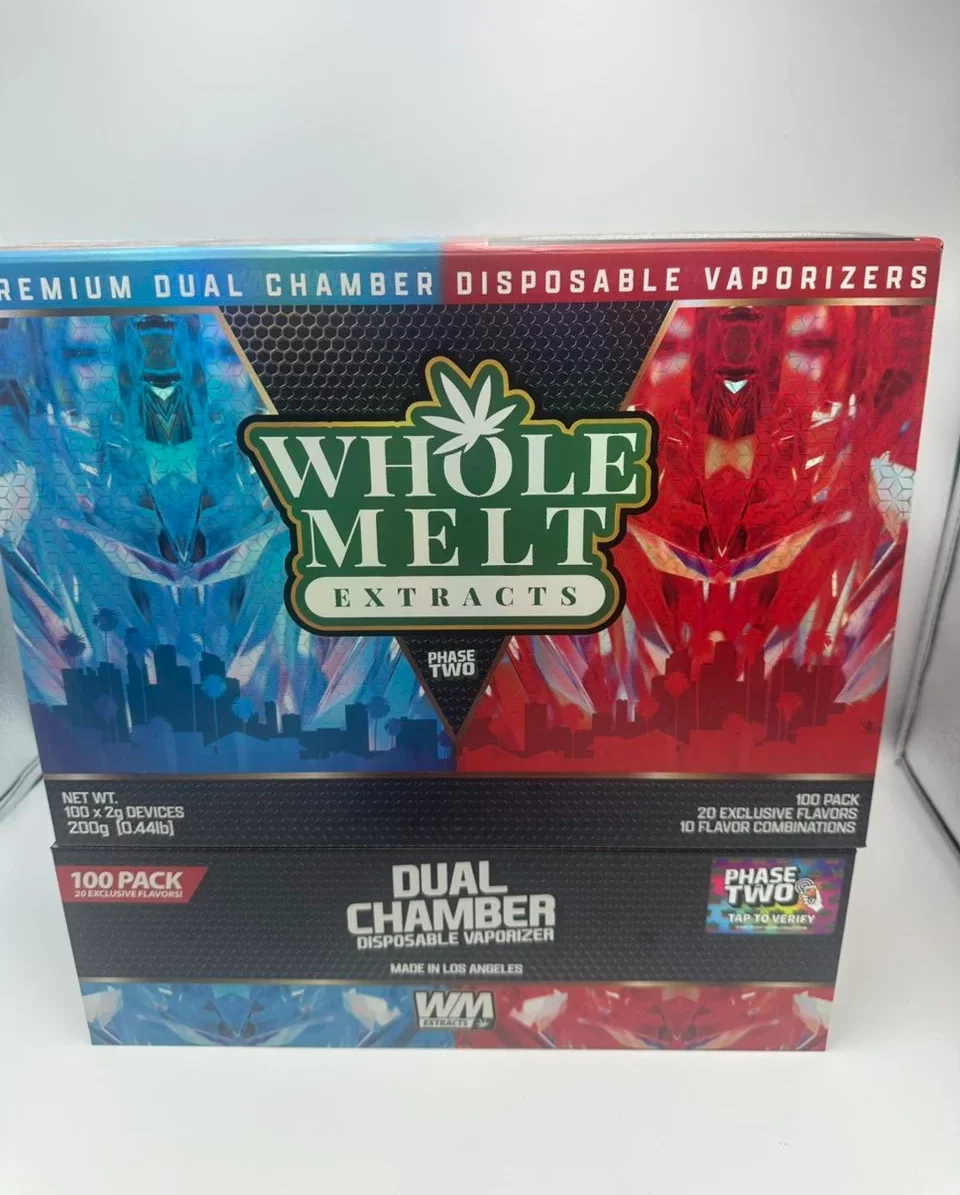 REMIUM DUAL CHAMBER DISPOSABLE VAPORIZERS
WHOLE
MELT
EXTRACTS
PHASE
TWO
NET WT.
100 x 2g DEVICES
200g (0.44lb)
100 PACK
20 EXCLUSIVE FLAVORS
10 FLAVOR COMBINATIONS
100 PACK
20 EXCLUSIVE FLAVORS!
DUAL
CHAMBER
DISPOSABLE VAPORIZER
MADE IN LOS ANGELES
PHASE
TWO
TAP TO VERIFY
WM
EXTRACTS